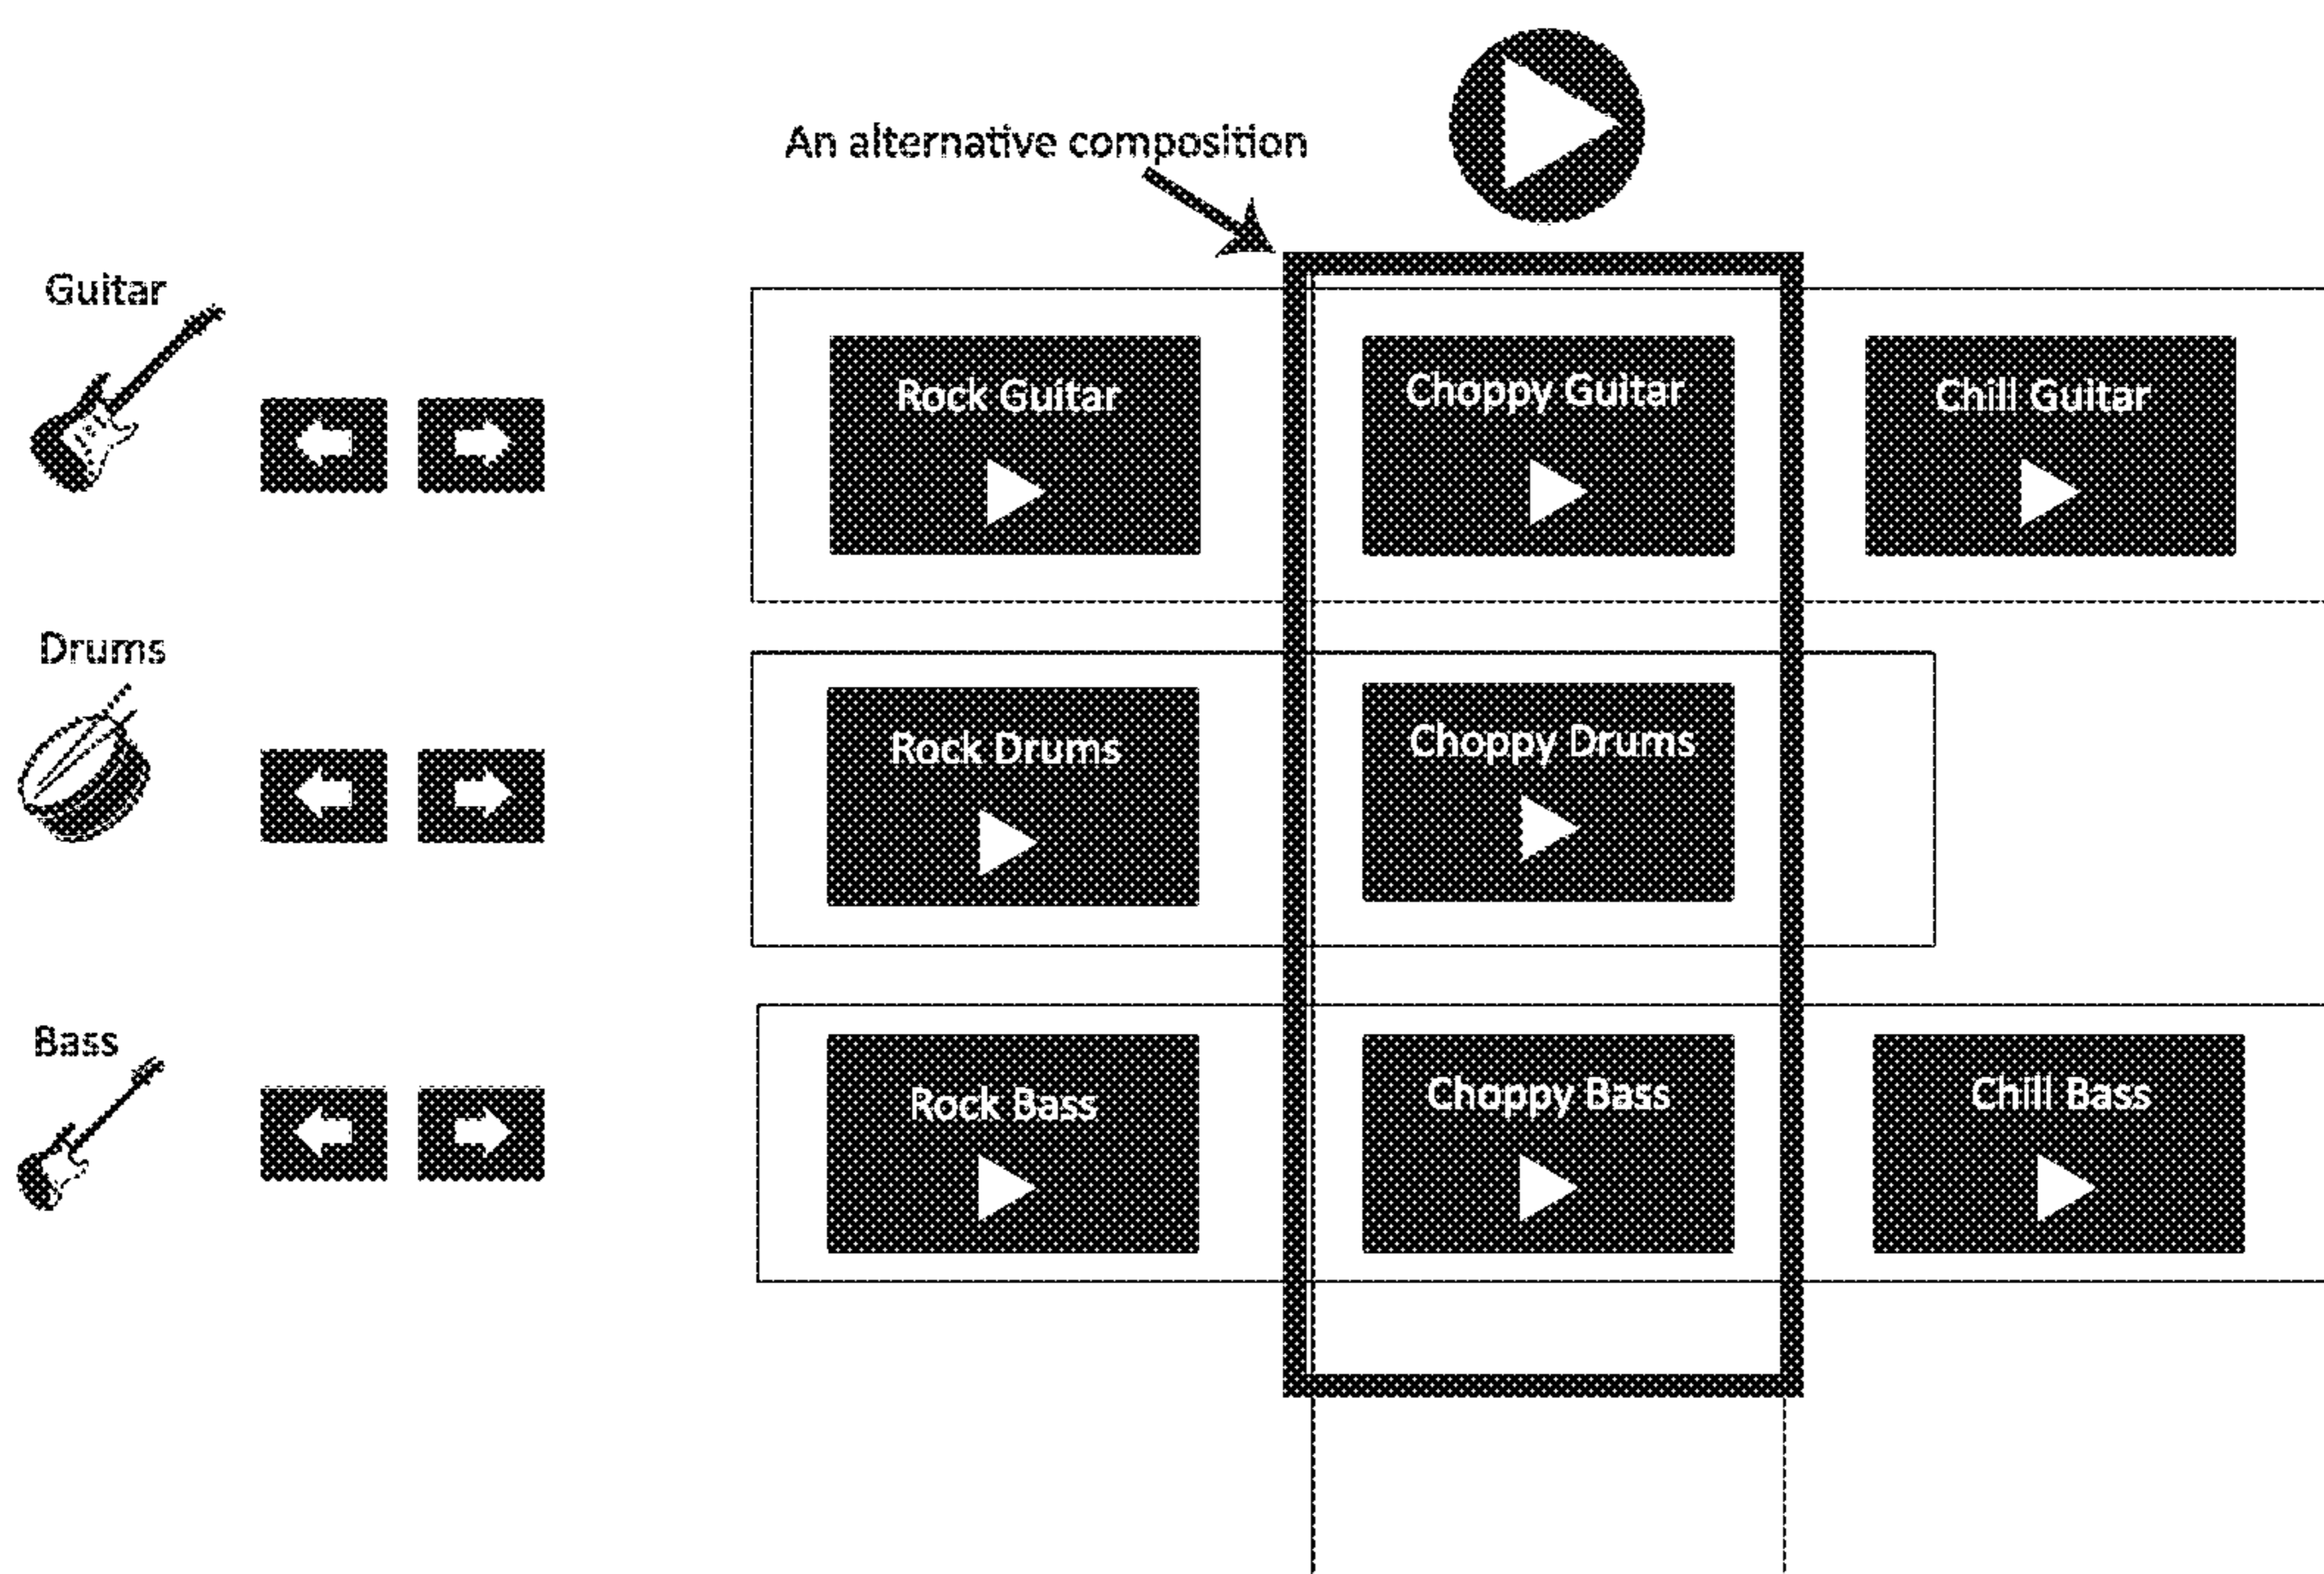 An alternative composition
Guitar
Rock Guitar
Choppy Guitar
Chill Guitar
Drums
Rock Drums
Choppy Drums
Bass
Rock Bass
Choppy Bass
Chill Bass